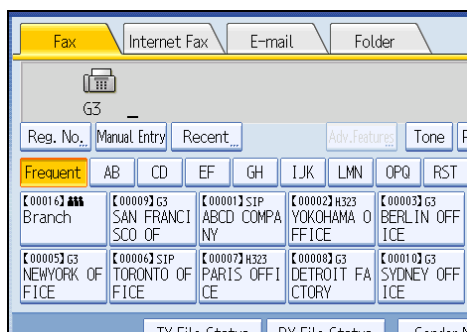 Fax Internet Fax E-mail Folder
G3 _
Reg. No. Manual Entry Recent Adv.Features Tone
Frequent AB CD EF GH IJK LMN OPQ RST
【00016】 【00009】G3 【00001】SIP 【00002】H323 【00003】G3
Branch SAN FRANCI ABCD COMPA YOKOHAMA O BERLIN OFF
SCO OF NY FFICE ICE
【00005】G3 【00006】SIP 【00007】H323 【00008】G3 【00010】G3
NEWYORK OF TORONTO OF PARIS OFFI DETROIT FA SYDNEY OFF
FICE FICE CE CTORY ICE
TX File Status RX File Status